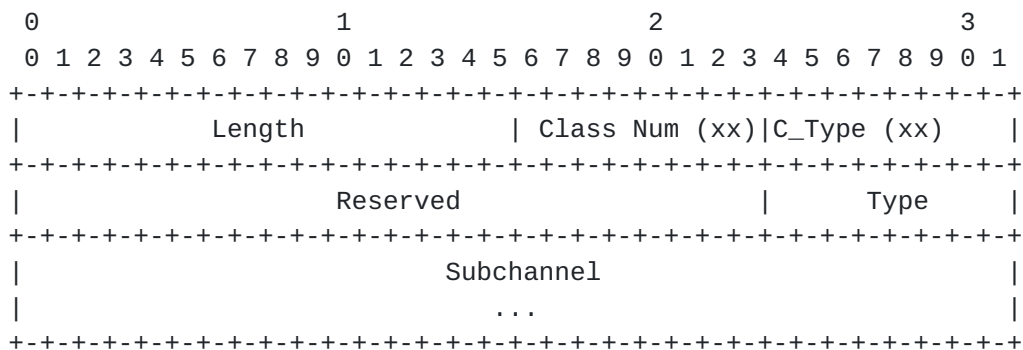 0                   1                   2                   3
 0 1 2 3 4 5 6 7 8 9 0 1 2 3 4 5 6 7 8 9 0 1 2 3 4 5 6 7 8 9 0 1
+-+-+-+-+-+-+-+-+-+-+-+-+-+-+-+-+-+-+-+-+-+-+-+-+-+-+-+-+-+-+-+-+
|            Length             | Class Num (xx)|C_Type (xx)    |
+-+-+-+-+-+-+-+-+-+-+-+-+-+-+-+-+-+-+-+-+-+-+-+-+-+-+-+-+-+-+-+-+
|                    Reserved                   |      Type     |
+-+-+-+-+-+-+-+-+-+-+-+-+-+-+-+-+-+-+-+-+-+-+-+-+-+-+-+-+-+-+-+-+
|                           Subchannel                          |
|                              ...                              |
+-+-+-+-+-+-+-+-+-+-+-+-+-+-+-+-+-+-+-+-+-+-+-+-+-+-+-+-+-+-+-+-+